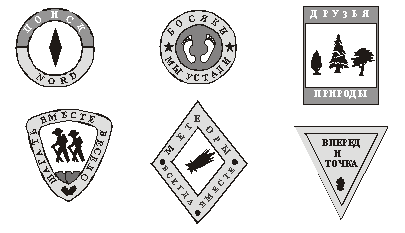 ПОИСК
NORD
БОСЯКИ
МЫ УСТАЛИ
ДРУЗЬЯ
ПРИРОДЫ
ШАГАТЬ ВМЕСТЕ ВЕСЕЛО
МЕТЕОРЫ
ВСЕГДА ВМЕСТЕ
ВПЕРЕД
И
ТОЧКА